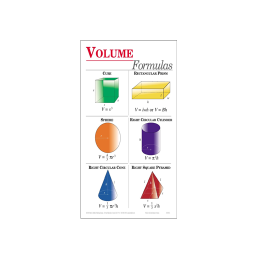 VOLUME
Formulas
CUBE
RECTANGULAR PRISM
V = s³
V = lwh or V = Bh
SPHERE
RIGHT CIRCULAR CYLINDER
V = 4/3 πr³
V = πr²h
RIGHT CIRCULAR CONE
RIGHT SQUARE PYRAMID
V = 1/3 πr²h
V = 1/3 s²h